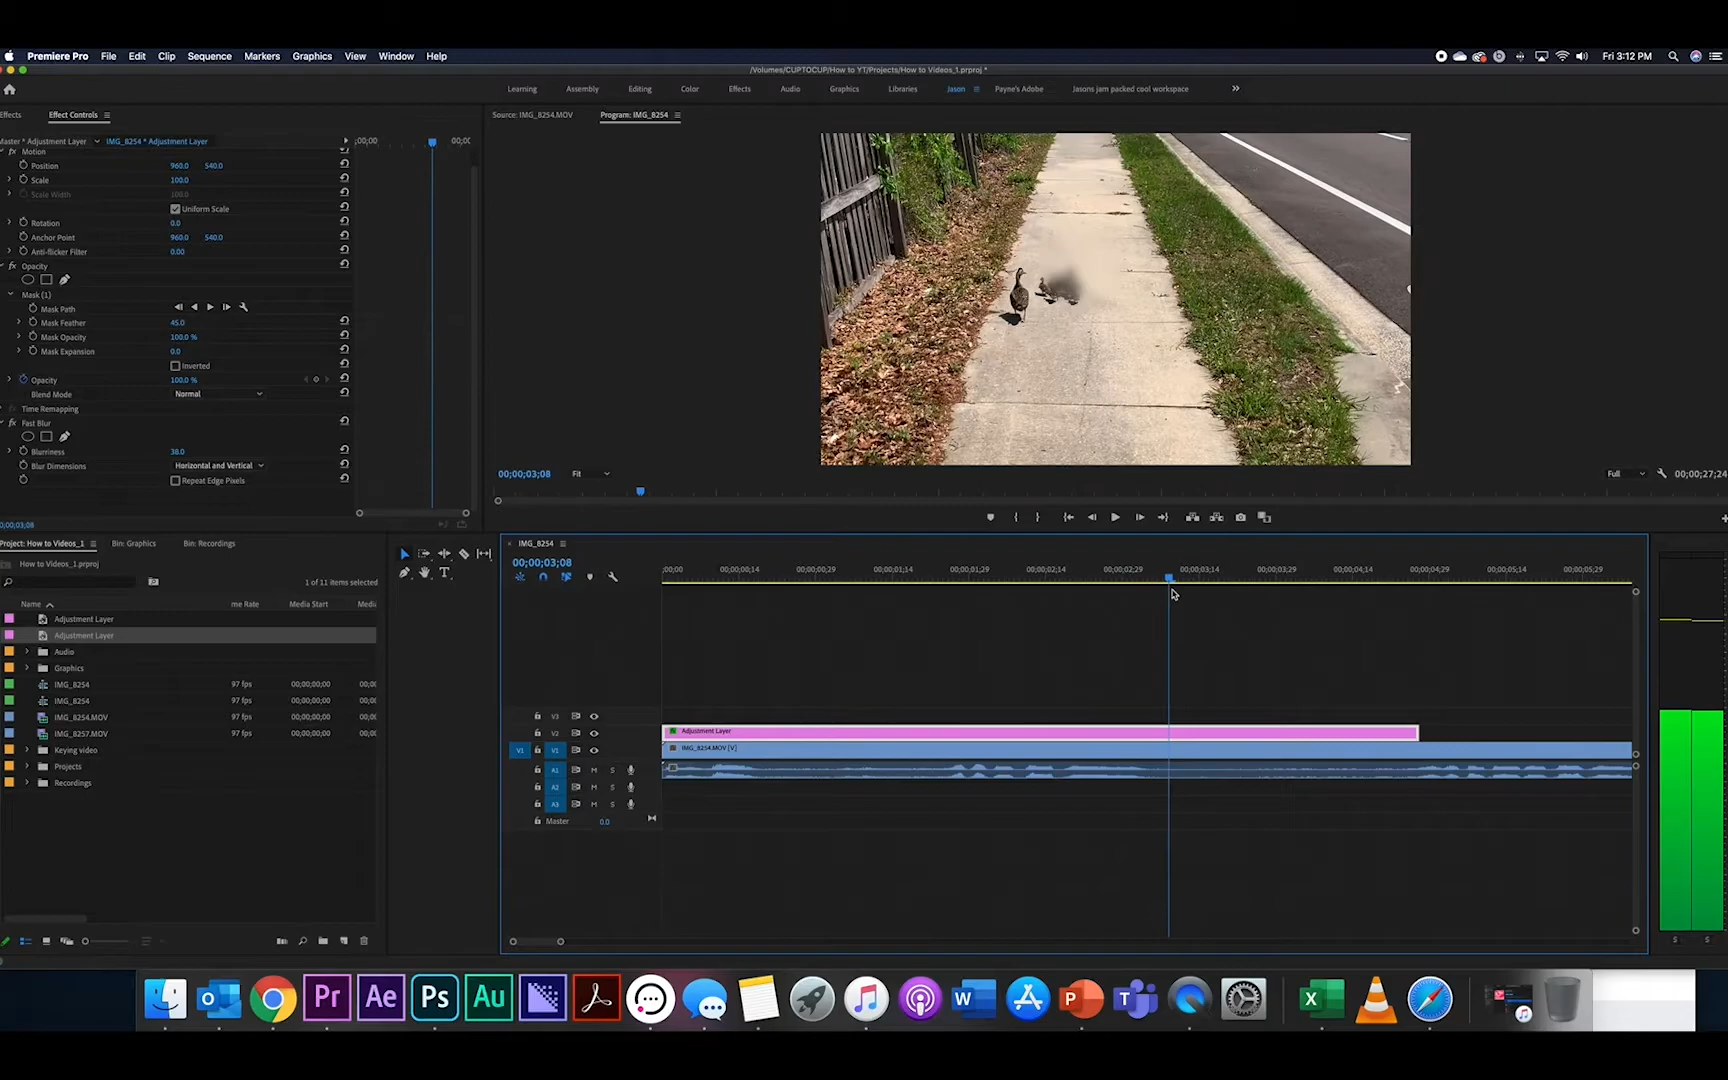 Premiere Pro File Edit Clip Sequence Markers Graphics View Window Help Fri 3:12 PM
/Volumes/CUPTOCUP/How to YT/Projects/How to Videos_1.prproj *
Learning Assembly Editing Color Effects Audio Graphics Libraries Jason Payne's Adobe Jasons jam packed cool workspace
Effects Effect Controls Source: IMG_8254.MOV Program: IMG_8254
Master * Adjustment Layer IMG_8254 * Adjustment Layer ;00;00 00;0(
fx Motion
Position 960.0 540.0
Scale 100.0
Scale Width 100.0
Uniform Scale
Rotation 0.0
Anchor Point 960.0 540.0
Anti-flicker Filter 0.00
fx Opacity
Mask (1)
Mask Path
Mask Feather 45.0
Mask Opacity 100.0 %
Mask Expansion 0.0
Inverted
Opacity 100.0 %
Blend Mode Normal
Time Remapping
fx Fast Blur
Blurriness 38.0
Blur Dimensions Horizontal and Vertical
Repeat Edge Pixels
00;00;03;08 Fit Full 00;00;27;24
0;00;03;08
Project: How to Videos_1 Bin: Graphics Bin: Recordings
How to Videos_1.prproj
1 of 11 items selected
Name me Rate Media Start Media
Adjustment Layer
Adjustment Layer
Audio
Graphics
IMG_8254 97 fps 00;00;00;00 00;0(
IMG_8254 97 fps 00;00;00;00 00;0(
IMG_8254.MOV 97 fps 00;00;00;00 00;0(
IMG_8257.MOV 97 fps 00;00;00;00 00;0(
Keying video
Projects
Recordings
IMG_8254
00;00;03;08
;00;00 00;00;00;14 00;00;00;29 00;00;01;14 00;00;01;29 00;00;02;14 00;00;02;29 00;00;03;14 00;00;03;29 00;00;04;14 00;00;04;29 00;00;05;14 00;00;05;29
V3
V2 Adjustment Layer
V1 V1 IMG_8254.MOV [V]
A1 M S
A2 M S
A3 M S
Master 0.0
S S
Pr Ae Ps Au W P T X